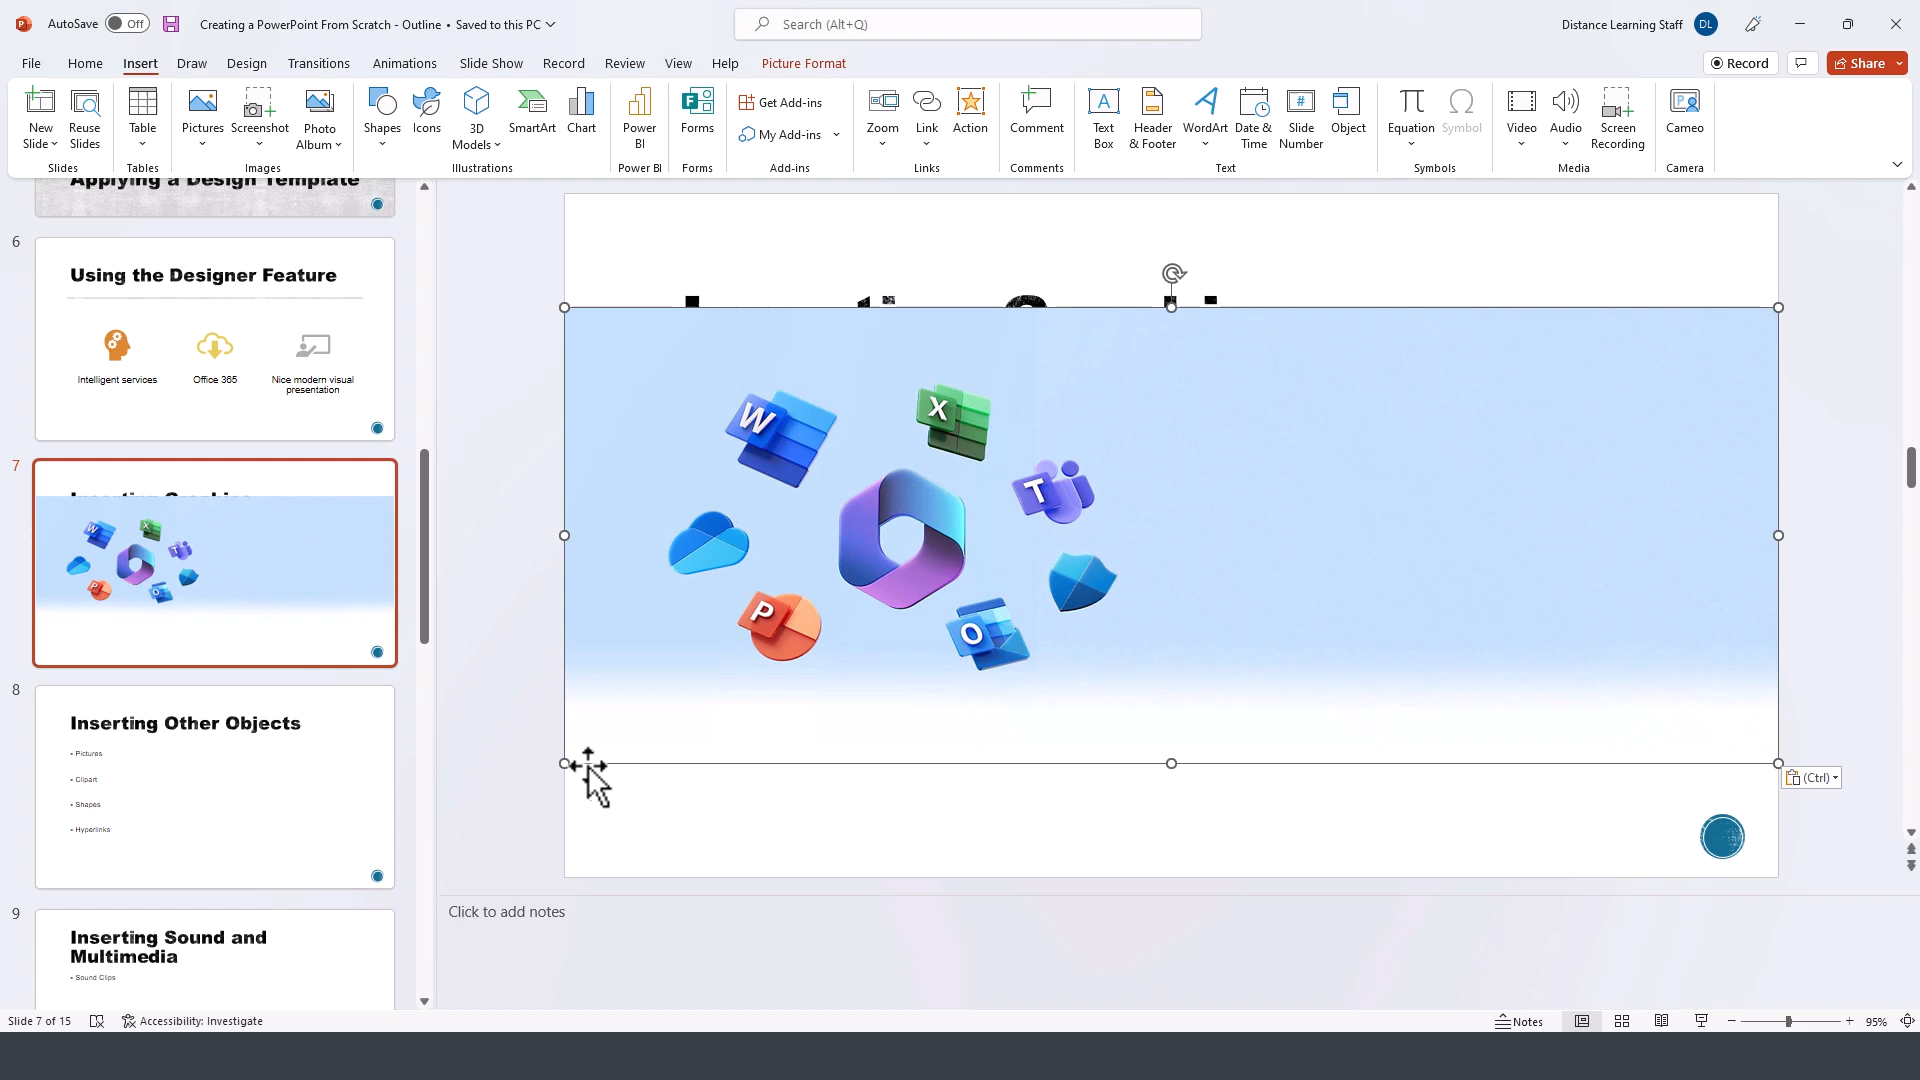 AutoSave Off Creating a PowerPoint From Scratch - Outline • Saved to this PC Search (Alt+Q) Distance Learning Staff DL
File Home Insert Draw Design Transitions Animations Slide Show Record Review View Help Picture Format Record Share
New Slide Reuse Slides Table Pictures Screenshot Photo Album Shapes Icons 3D Models SmartArt Chart Power BI Forms Get Add-ins My Add-ins Zoom Link Action Comment Text Box Header & Footer WordArt Date & Time Slide Number Object Equation Symbol Video Audio Screen Recording Cameo
Slides Tables Images Illustrations Power BI Forms Add-ins Links Comments Text Symbols Media Camera
Applying a Design Template
6
Using the Designer Feature
Intelligent services Office 365 Nice modern visual
presentation
7
Inserting Graphics
W X T P O
8
Inserting Other Objects
• Pictures
• Clipart
• Shapes
• Hyperlinks
9
Inserting Sound and
Multimedia
• Sound Clips
W X
T
P O
(Ctrl)
Click to add notes
Slide 7 of 15 Accessibility: Investigate Notes 95%